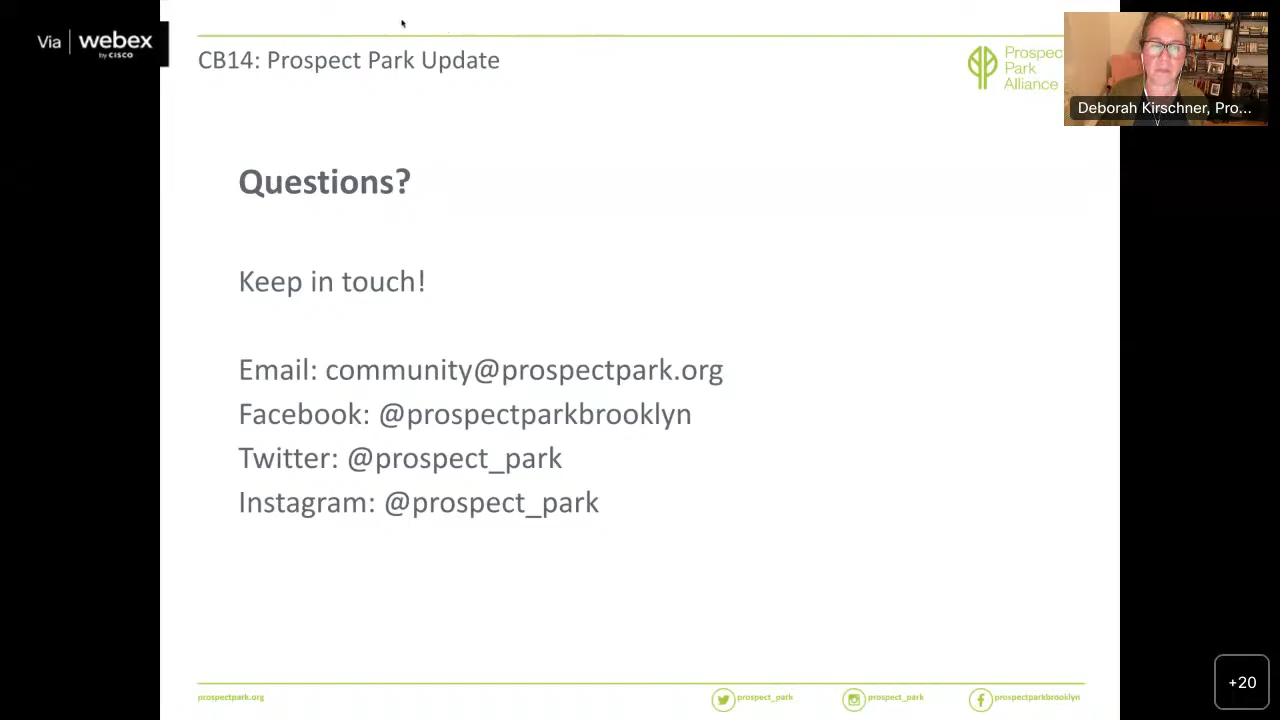 Via webex
by CISCO
CB14: Prospect Park Update
Prospect
Park
Alliance
Deborah Kirschner, Pro...
Questions?
Keep in touch!
Email: community@prospectpark.org
Facebook: @prospectparkbrooklyn
Twitter: @prospect_park
Instagram: @prospect_park
prospectpark.org
prospect_park
prospect_park
prospectparkbrooklyn
+20